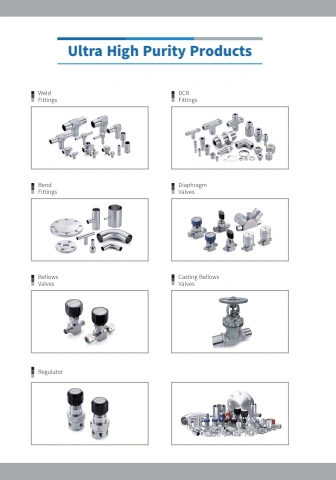 Ultra High Purity Products
Weld
Fittings
DCR
Fittings
Bend
Fittings
Diaphragm
Valves
Bellows
Valves
Casting Bellows
Valves
Regulator